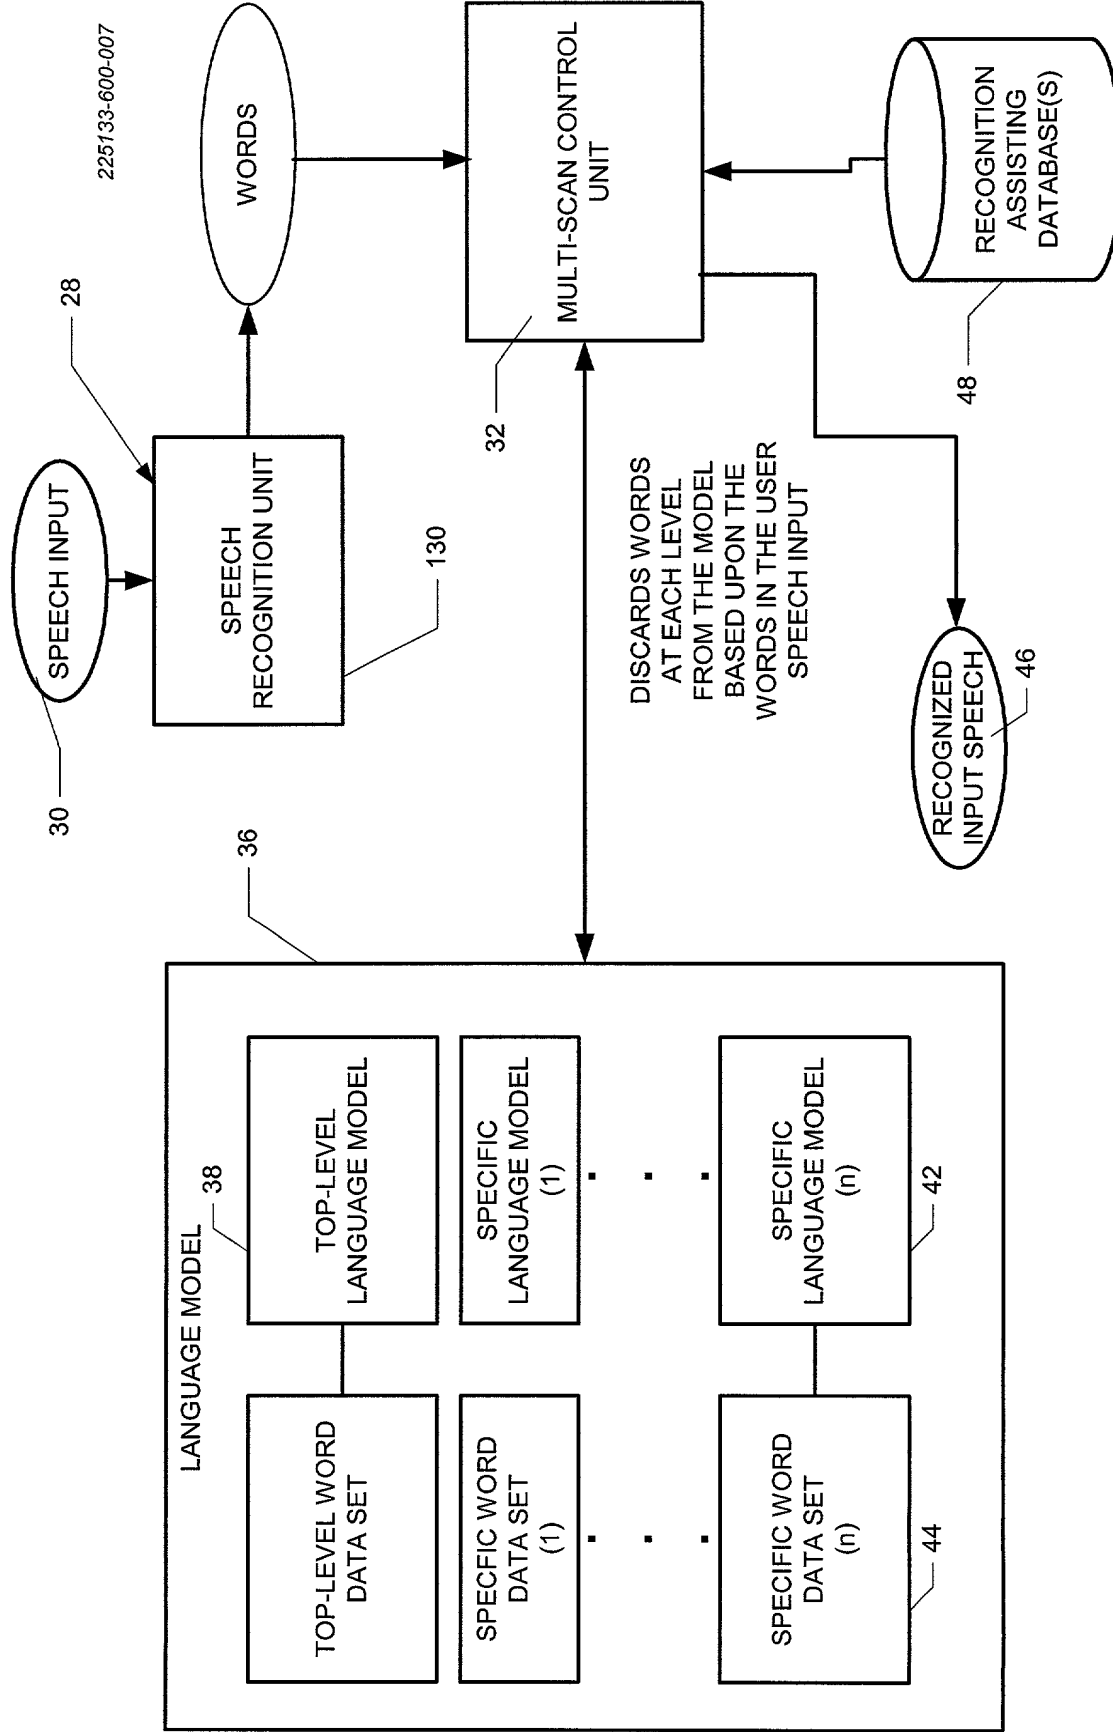 225133-600-007
LANGUAGE MODEL
36
38
TOP-LEVEL WORD
DATA SET
TOP-LEVEL
LANGUAGE MODEL
SPECFIC WORD
DATA SET
(1)
SPECIFIC
LANGUAGE MODEL
(1)
. . .
. . .
SPECIFIC WORD
DATA SET
(n)
SPECIFIC
LANGUAGE MODEL
(n)
44
42
30
SPEECH INPUT
28
SPEECH
RECOGNITION UNIT
130
WORDS
32
MULTI-SCAN CONTROL
UNIT
DISCARDS WORDS
AT EACH LEVEL
FROM THE MODEL
BASED UPON THE
WORDS IN THE USER
SPEECH INPUT
RECOGNIZED
INPUT SPEECH
46
48
RECOGNITION
ASSISTING
DATABASE(S)